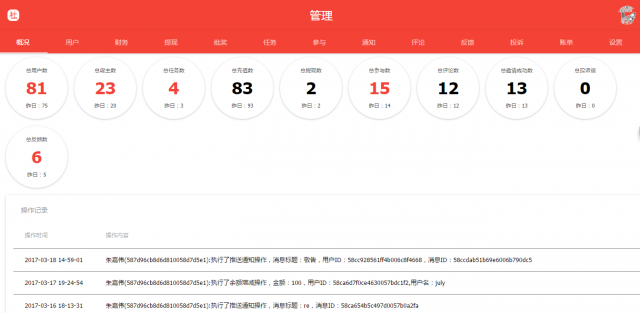 社 管理
概况 用户 财务 提现 批奖 任务 参与 通知 评论 反馈 投诉 账单 设置
总用户数 总雇主数 总任务数 总充值数 总提现数 总参与数 总评论数 总邀请成功数 总投诉额
81 23 4 83 2 15 12 13 0
昨日：75 昨日：23 昨日：3 昨日：93 昨日：2 昨日：14 昨日：12 昨日：13 昨日：0
总反馈数
6
昨日：5
操作记录
操作时间 操作内容
2017-03-18 14-59-01 朱嘉伟(587d96cb8d6d810058d7d5e1):执行了推送通知操作，消息标题：敬告，用户ID：58cc928561ff4b006c8f4668，消息ID：58ccdab51b69e6006b790dc5
2017-03-17 19-24-54 朱嘉伟(587d96cb8d6d810058d7d5e1):执行了余额增减操作，金额：100，用户ID：58ca6d7f0ce4630057bdc1f2,用户名：july
2017-03-16 18-13-31 朱嘉伟(587d96cb8d6d810058d7d5e1):执行了推送通知操作，消息标题：re，消息ID：58ca654b5c497d0057b0a2fa